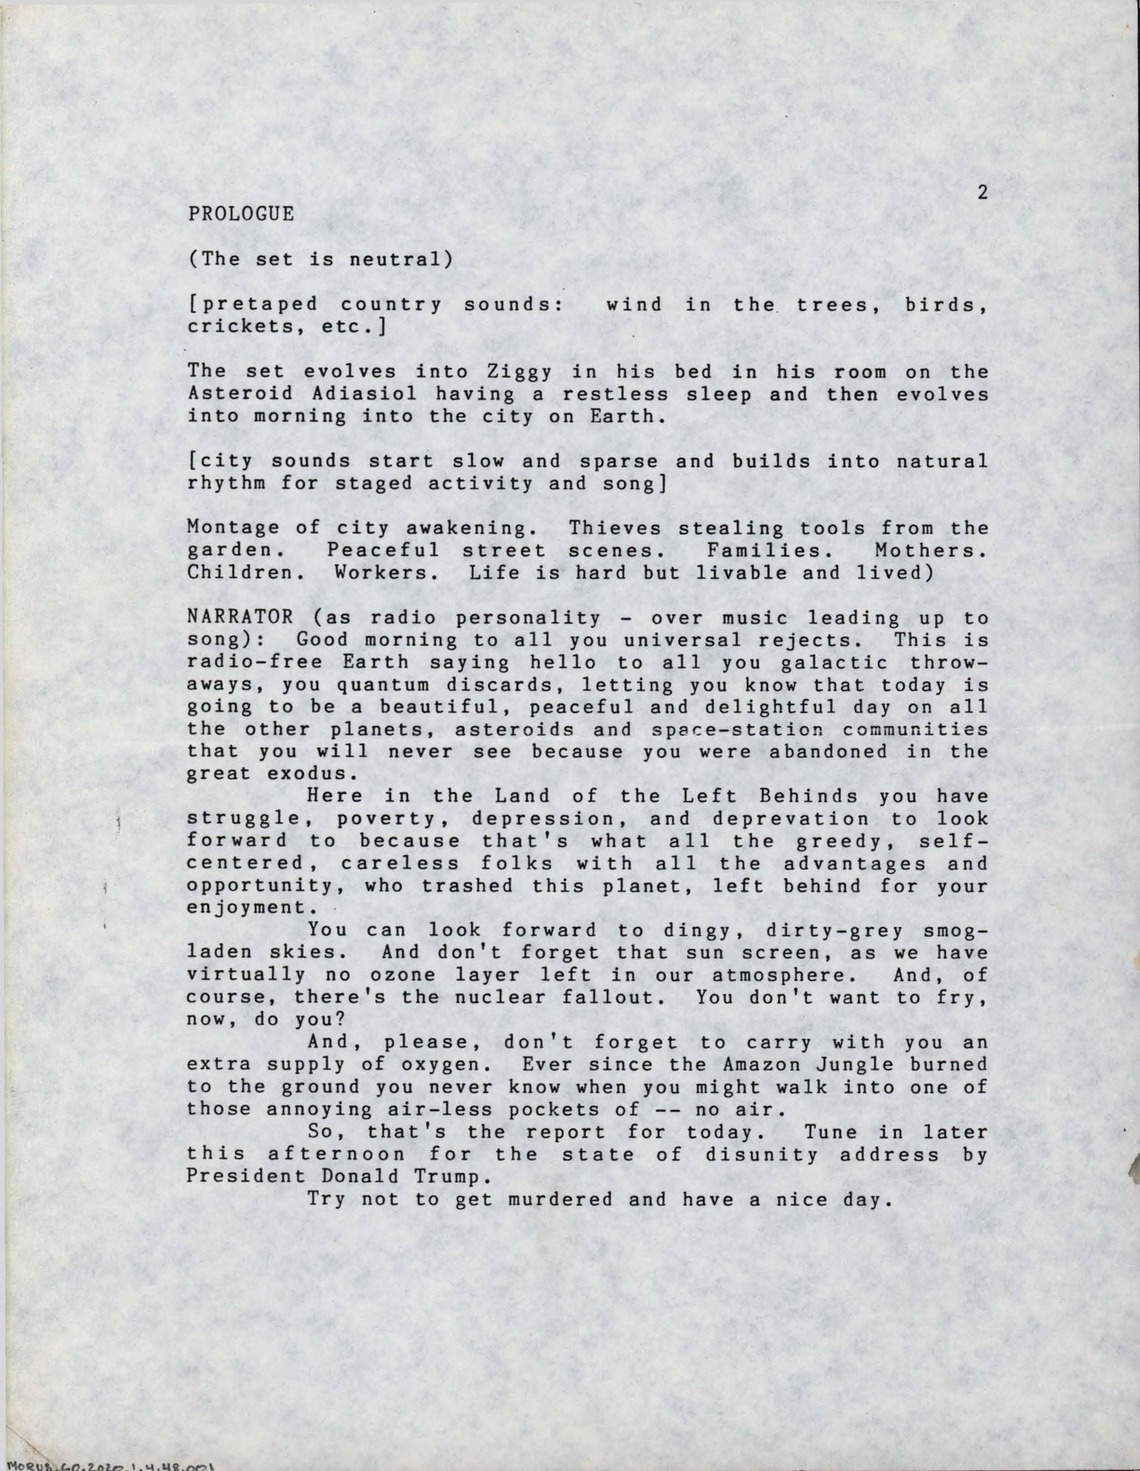 2
PROLOGUE
(The set is neutral)
[pretaped country sounds: wind in the trees, birds,
crickets, etc.]
The set evolves into Ziggy in his bed in his room on the
Asteroid Adiasiol having a restless sleep and then evolves
into morning into the city on Earth.
[city sounds start slow and sparse and builds into natural
rhythm for staged activity and song]
Montage of city awakening. Thieves stealing tools from the
garden. Peaceful street scenes. Families. Mothers.
Children. Workers. Life is hard but livable and lived)
NARRATOR (as radio personality - over music leading up to
song): Good morning to all you universal rejects. This is
radio-free Earth saying hello to all you galactic throw-
aways, you quantum discards, letting you know that today is
going to be a beautiful, peaceful and delightful day on all
the other planets, asteroids and space-station communities
that you will never see because you were abandoned in the
great exodus.
Here in the Land of the Left Behinds you have
struggle, poverty, depression, and deprevation to look
forward to because that's what all the greedy, self-
centered, careless folks with all the advantages and
opportunity, who trashed this planet, left behind for your
enjoyment.
You can look forward to dingy, dirty-grey smog-
laden skies. And don't forget that sun screen, as we have
virtually no ozone layer left in our atmosphere. And, of
course, there's the nuclear fallout. You don't want to fry,
now, do you?
And, please, don't forget to carry with you an
extra supply of oxygen. Ever since the Amazon Jungle burned
to the ground you never know when you might walk into one of
those annoying air-less pockets of -- no air.
So, that's the report for today. Tune in later
this afternoon for the state of disunity address by
President Donald Trump.
Try not to get murdered and have a nice day.